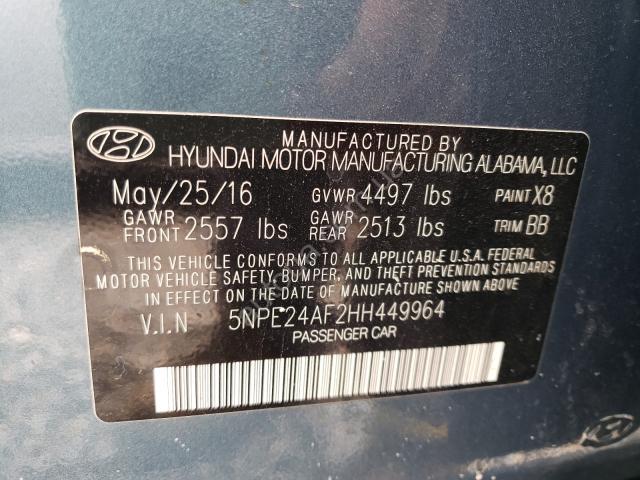 MANUFACTURED BY
HYUNDAI MOTOR MANUFACTURING ALABAMA, LLC
May/25/16 GVWR 4497 lbs PAINT X8
GAWR FRONT 2557 lbs GAWR REAR 2513 lbs TRIM BB
THIS VEHICLE CONFORMS TO ALL APPLICABLE U.S.A. FEDERAL
MOTOR VEHICLE SAFETY, BUMPER, AND THEFT PREVENTION
STANDARDS IN EFFECT ON THE DATE OF MANUFACTURE SHOWN ABOVE.
V.I.N 5NPE24AF2HH449964
PASSENGER CAR